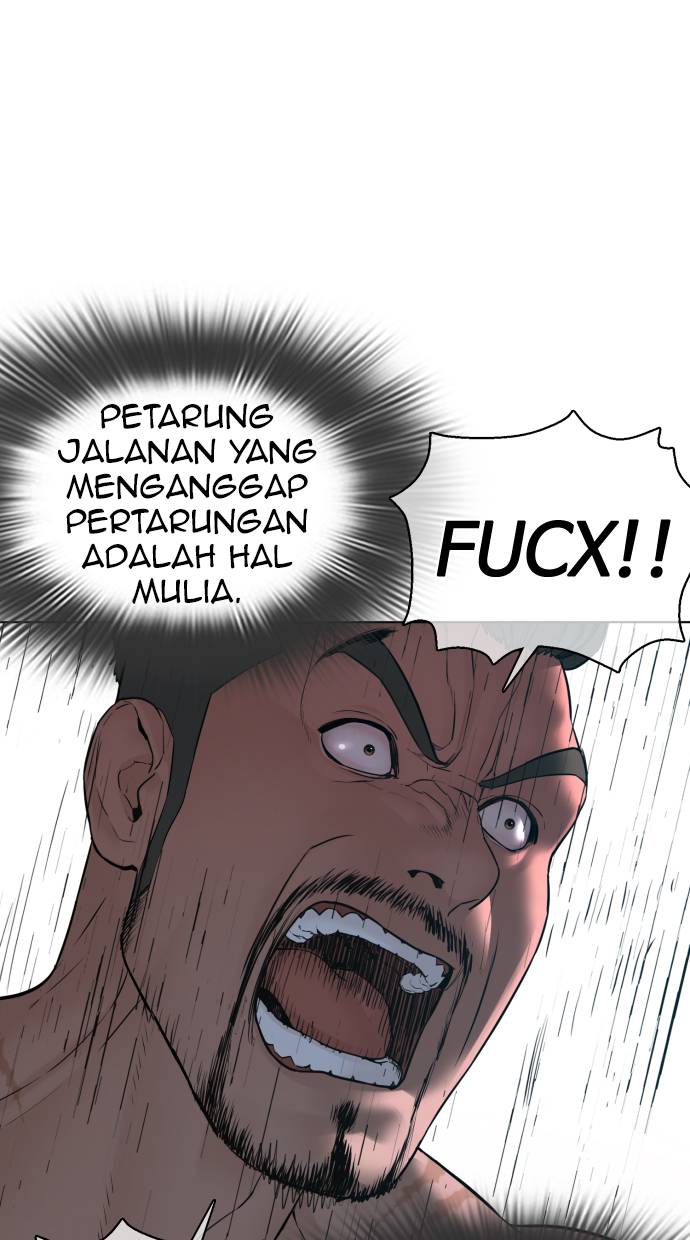 PETARUNG
JALANAN YANG
MENGANGGAP
PERTARUNGAN
ADALAH HAL
MULIA.
FUCX!!